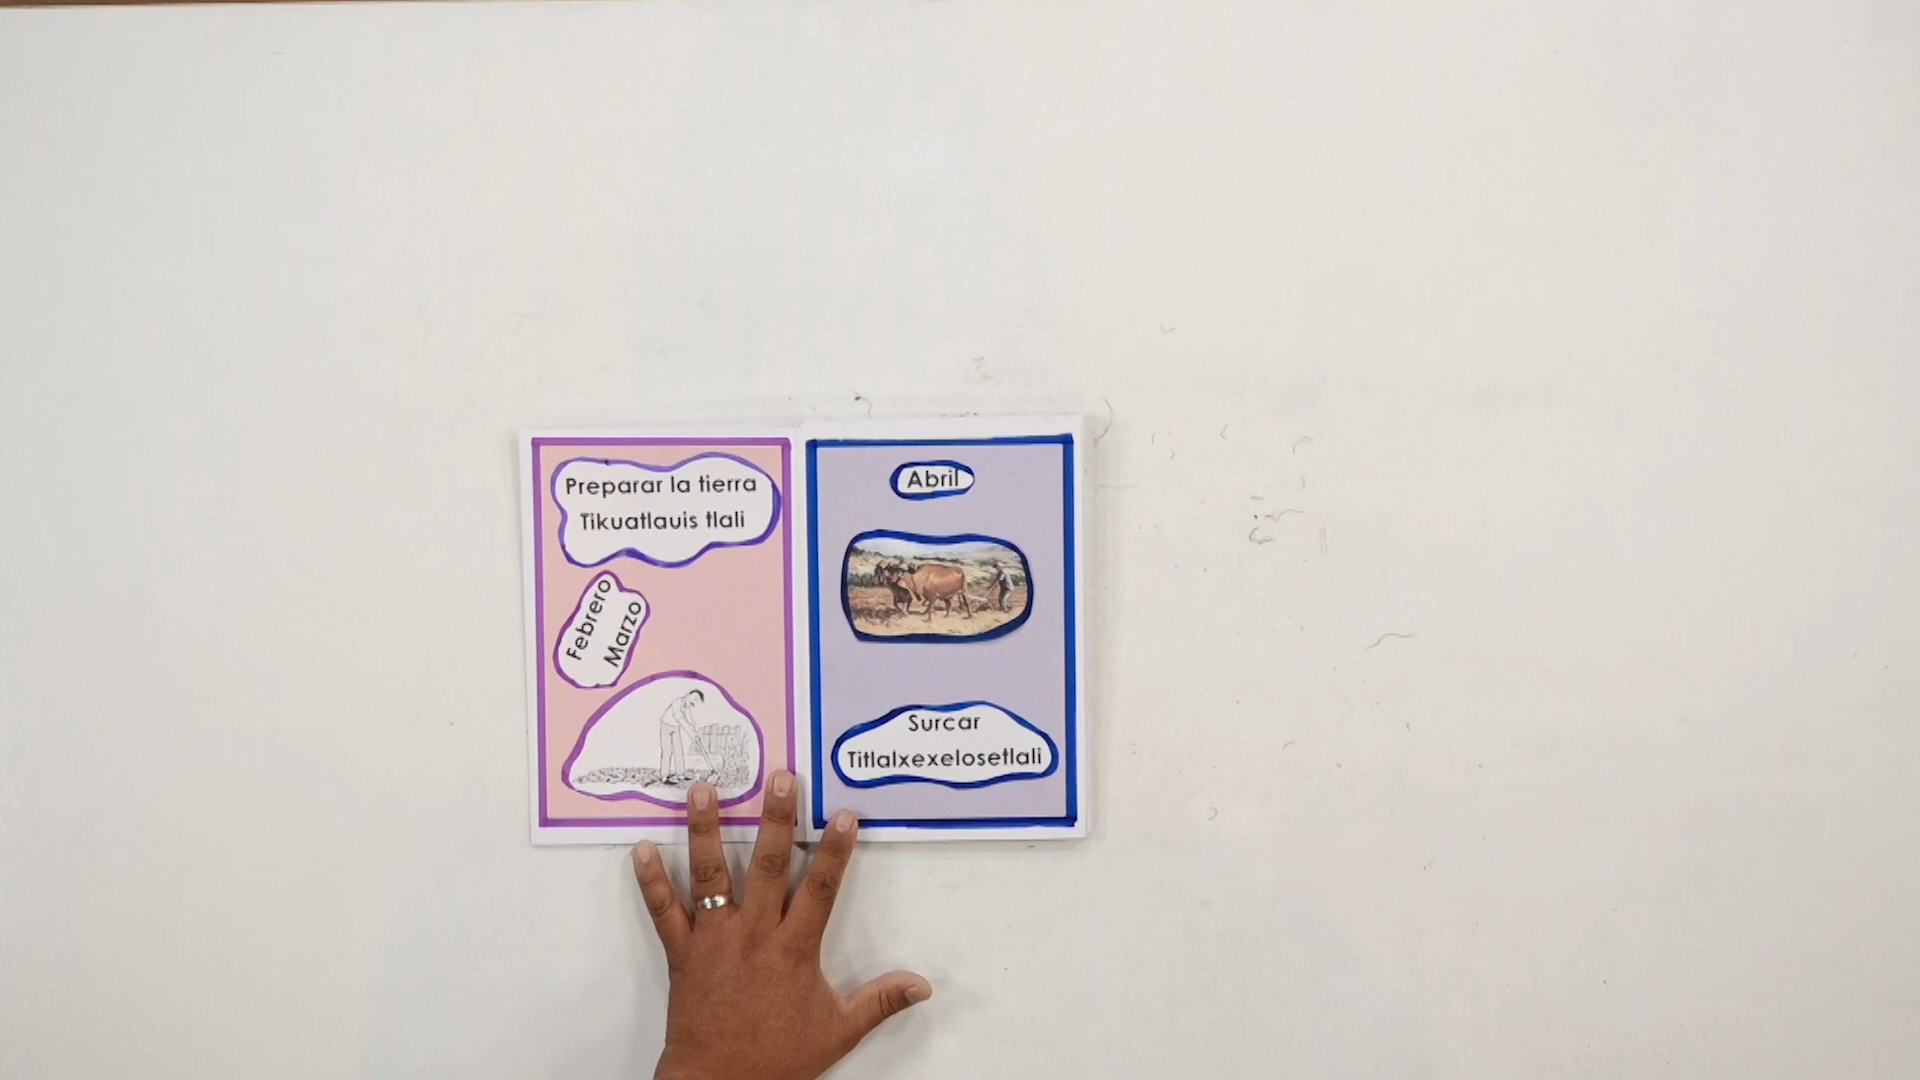 Preparar la tierra
Tikuatlauis tlali
Febrero
Marzo
Abril
Surcar
Titlalxexelosetlali